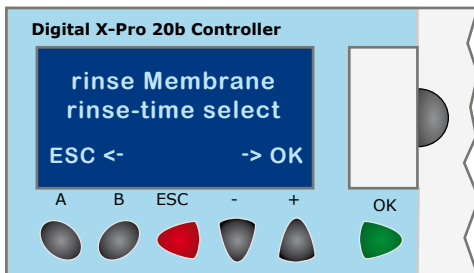 Digital X-Pro 20b Controller
rinse Membrane
rinse-time select
ESC <- -> OK
A B ESC - + OK